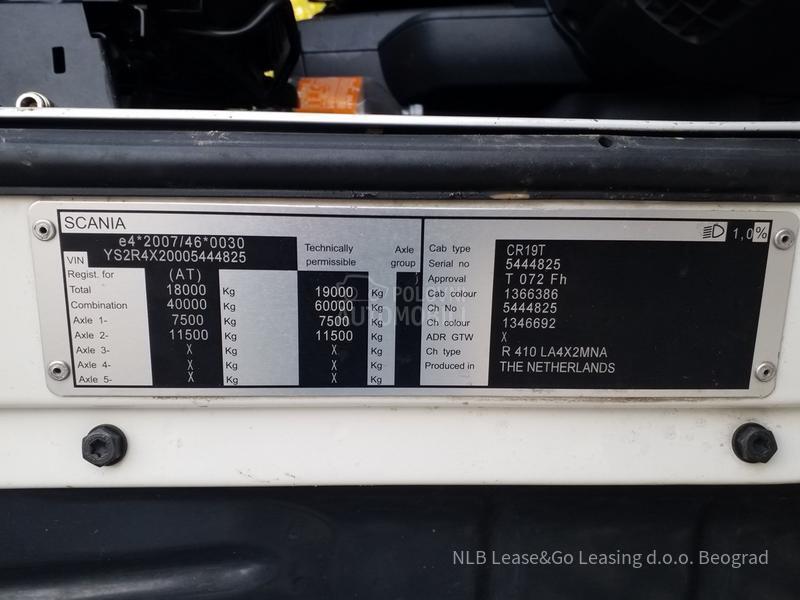 SCANIA
1,0%
e4*2007/46*0030
VIN YS2R4X20005444825
Technically permissible
Axle group
Regist. for (AT)
Total 18000 Kg 19000 Kg
Combination 40000 Kg 60000 Kg
Axle 1- 7500 Kg 7500 Kg
Axle 2- 11500 Kg 11500 Kg
Axle 3- X Kg X Kg
Axle 4- X Kg X Kg
Axle 5- X Kg X Kg
Cab type CR19T
Serial no 5444825
Approval T 072 Fh
Cab colour 1366386
Ch No 5444825
Ch colour 1346692
ADR GTW X
Ch type R 410 LA4X2MNA
Produced in THE NETHERLANDS
POLOVNI
AUTOMOBILI
NLB Lease&Go Leasing d.o.o. Beograd